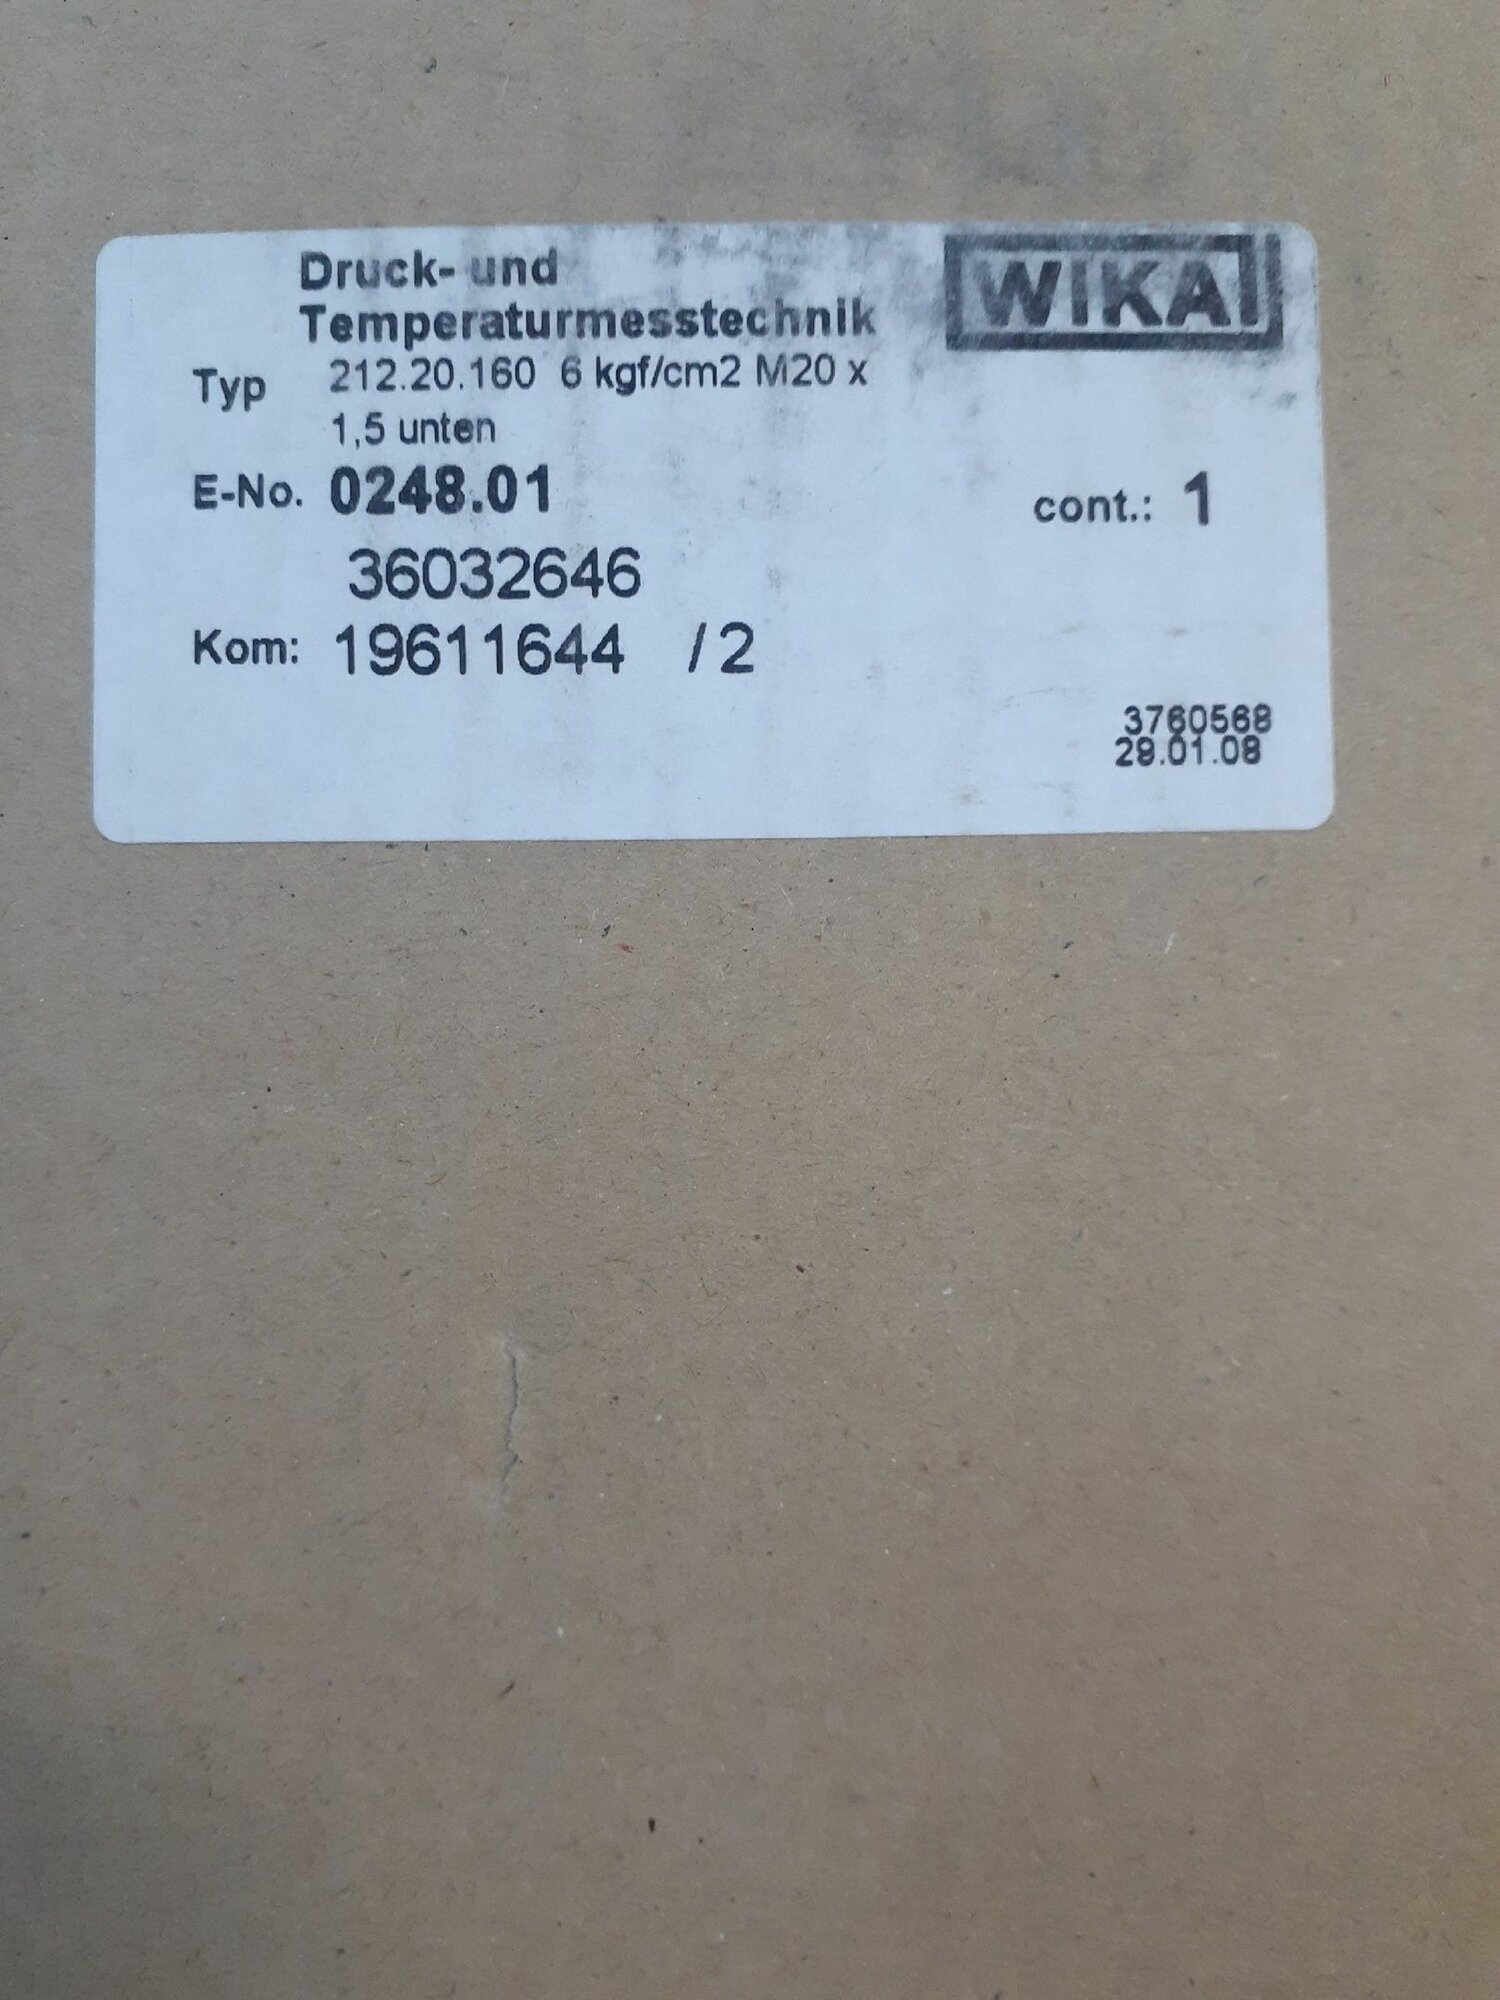 Druck- und
Temperaturmesstechnik
WIKA
Typ 212.20.160 6 kgf/cm2 M20 x
1,5 unten
E-No. 0248.01 cont.: 1
36032646
Kom: 19611644 /2
3760568
29.01.08